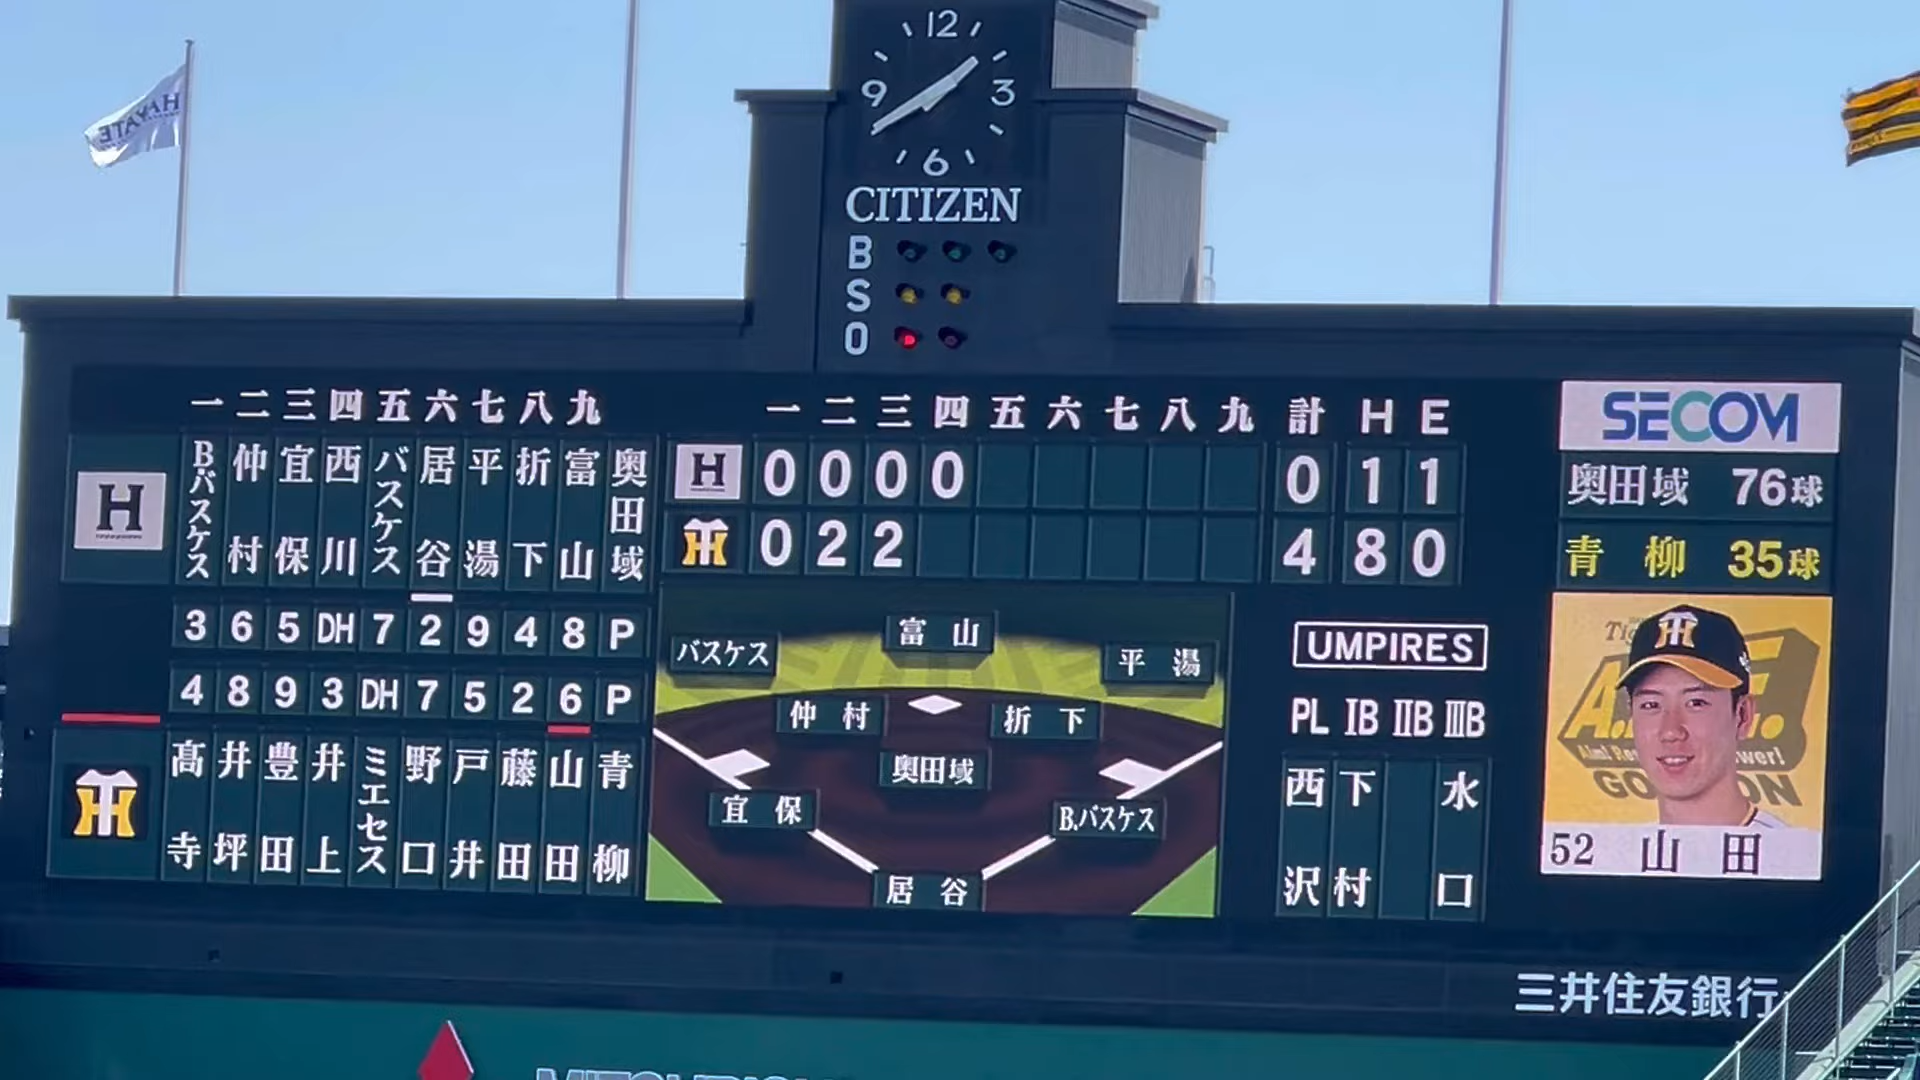 12
9 3
6
HAYATE
CITIZEN
B
S
O
一 二 三 四 五 六 七 八 九
B.バスケス 仲村 宜保 西川 バスケス 居谷 平湯 折下 富山 奥田域
H
3 6 5 DH 7 2 9 4 8 P
4 8 9 3 DH 7 5 2 6 P
髙寺 井坪 豊田 井上 ミエセス 野口 戸井 藤田 山田 青柳
TH
一 二 三 四 五 六 七 八 九 計 H E
H 0 0 0 0 0 1 1
TH 0 2 2 4 8 0
バスケス 富山 平湯
仲村 折下
奥田域
宜保 B.バスケス
居谷
UMPIRES
PL ⅠB ⅡB ⅢB
西沢 下村 水口
SECOM
奥田域 76球
青柳 35球
52 山田
三井住友銀行